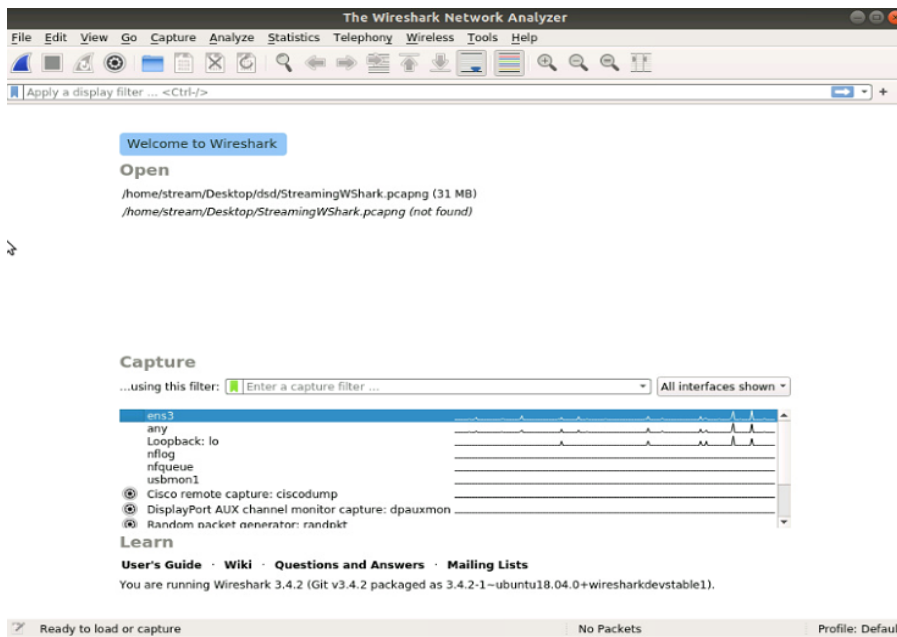 The Wireshark Network Analyzer
File Edit View Go Capture Analyze Statistics Telephony Wireless Tools Help
Apply a display filter ... <Ctrl-/>
+
Welcome to Wireshark
Open
/home/stream/Desktop/dsd/StreamingWShark.pcapng (31 MB)
/home/stream/Desktop/StreamingWShark.pcapng (not found)
Capture
...using this filter: Enter a capture filter ... All interfaces shown
ens3
any
Loopback: lo
nflog
nfqueue
usbmon1
Cisco remote capture: ciscodump
DisplayPort AUX channel monitor capture: dpauxmon
Random packet generator: randpkt
Learn
User's Guide · Wiki · Questions and Answers · Mailing Lists
You are running Wireshark 3.4.2 (Git v3.4.2 packaged as 3.4.2-1~ubuntu18.04.0+wiresharkdevstable1).
Ready to load or capture No Packets Profile: Defaul